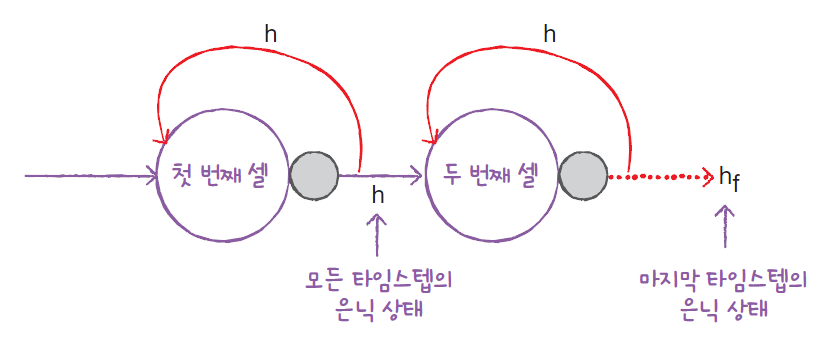 h
h
첫 번째 셀
h
두 번째 셀
hf
모든 타임스텝의
은닉 상태
마지막 타임스텝의
은닉 상태